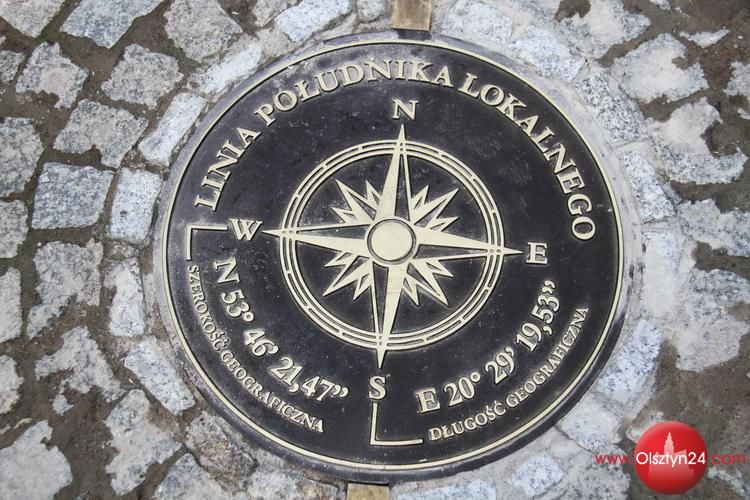 LINIA POŁUDNIKA LOKALNEGO
N
W
E
S
N 53° 46’ 21,47”
SZEROKOŚĆ GEOGRAFICZNA
E 20° 29’ 19,53”
DŁUGOŚĆ GEOGRAFICZNA
www.Olsztyn24.com